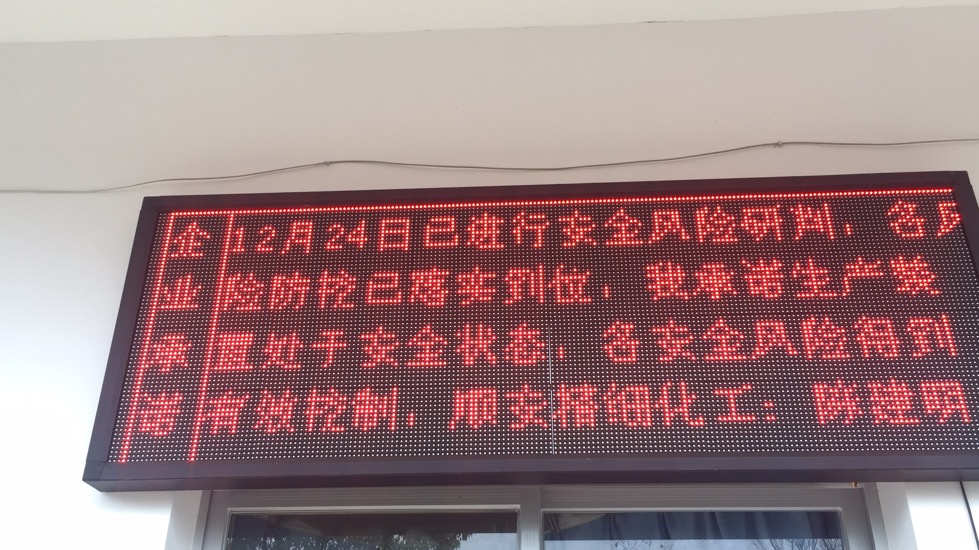 企业承诺
12月24日已进行安全风险研判，各风
险防控已落实到位，我承诺生产装
置处于安全状态，各安全风险得到
有效控制，顺安精细化工：陈建明